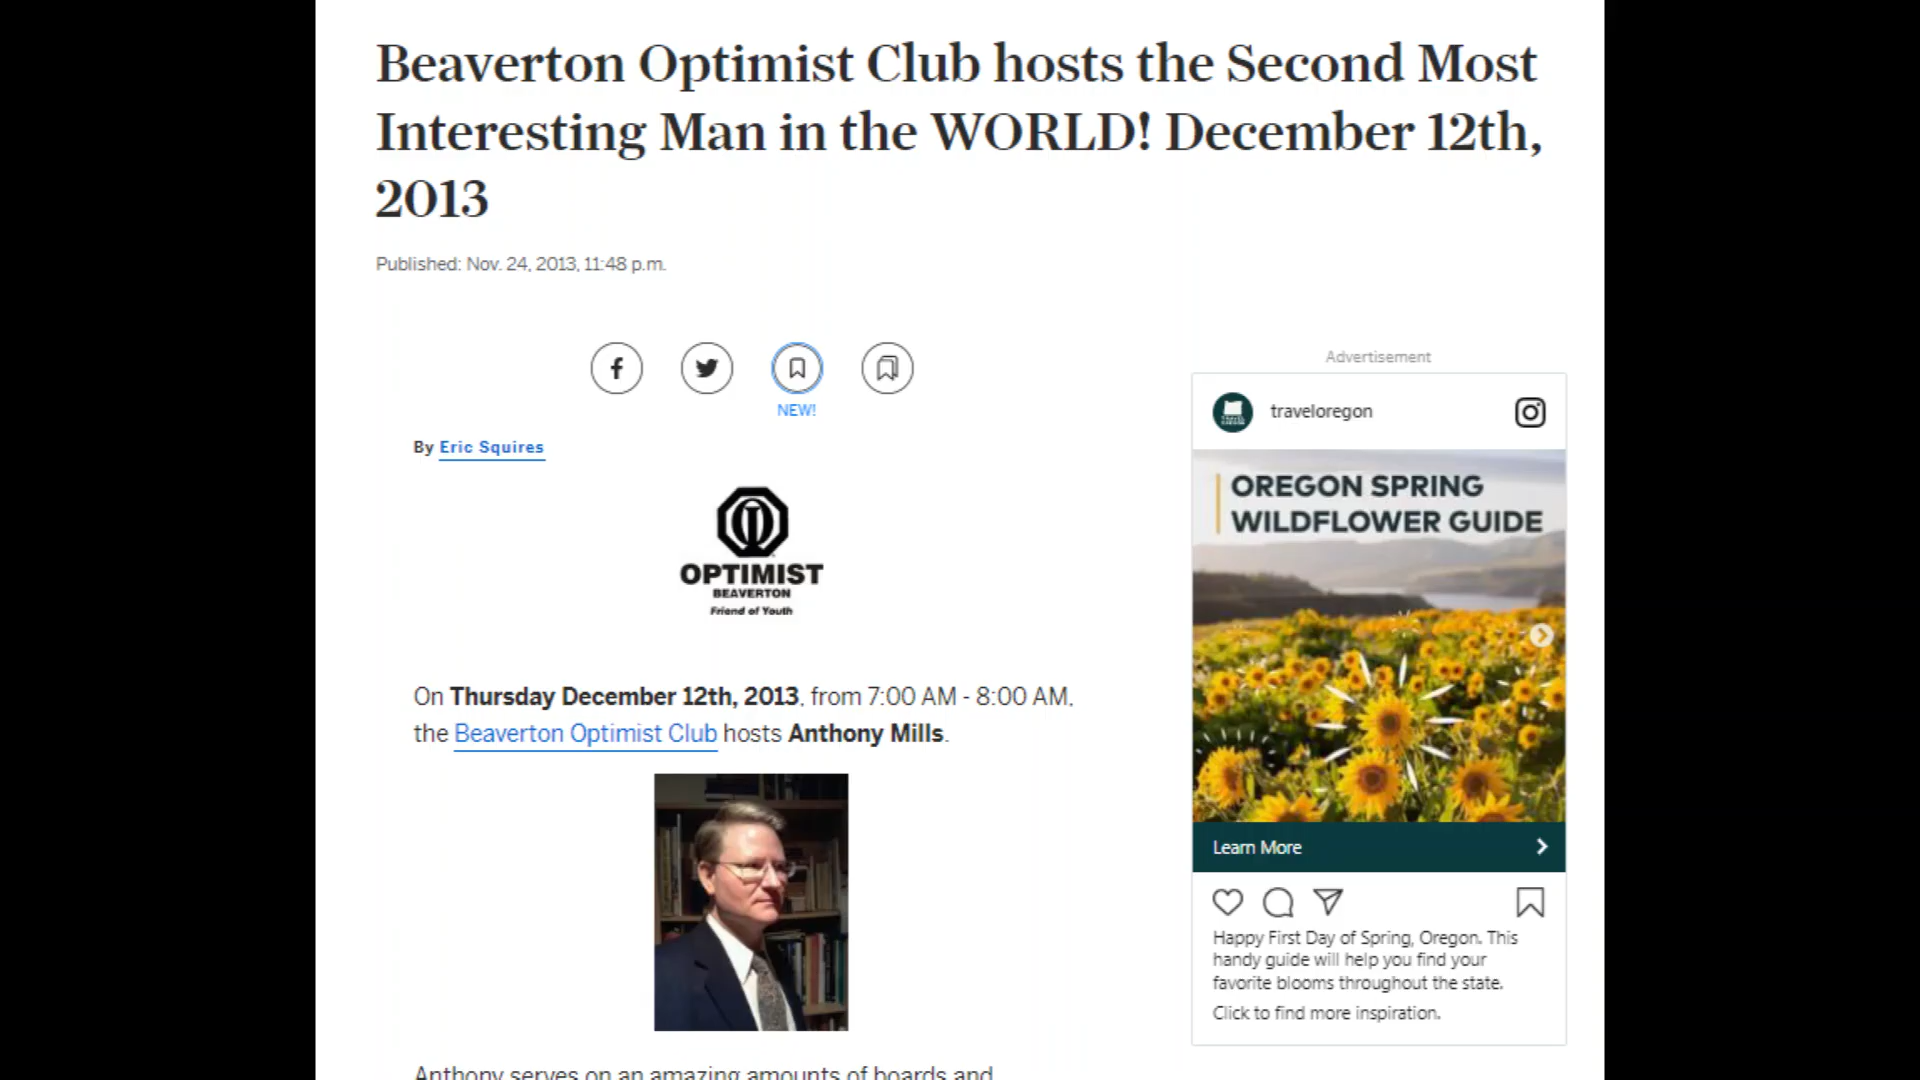 Beaverton Optimist Club hosts the Second Most
Interesting Man in the WORLD! December 12th,
2013
Published: Nov. 24, 2013, 11:48 p.m.
NEW!
By Eric Squires
OPTIMIST
BEAVERTON
Friend of Youth
On Thursday December 12th, 2013, from 7:00 AM - 8:00 AM,
the Beaverton Optimist Club hosts Anthony Mills.
Anthony serves on an amazing amounts of boards and
Advertisement
traveloregon
OREGON SPRING
WILDFLOWER GUIDE
Learn More
Happy First Day of Spring, Oregon. This
handy guide will help you find your
favorite blooms throughout the state.
Click to find more inspiration.